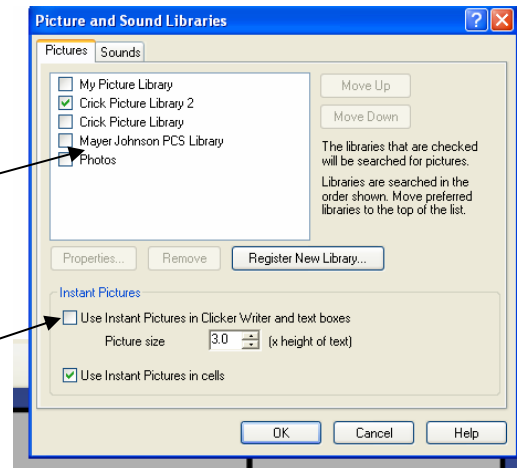 Picture and Sound Libraries
Pictures Sounds
My Picture Library
Crick Picture Library 2
Crick Picture Library
Mayer Johnson PCS Library
Photos
Move Up
Move Down
The libraries that are checked
will be searched for pictures.
Libraries are searched in the
order shown. Move preferred
libraries to the top of the list.
Properties... Remove Register New Library...
Instant Pictures
Use Instant Pictures in Clicker Writer and text boxes
Picture size 3.0 (x height of text)
Use Instant Pictures in cells
OK Cancel Help